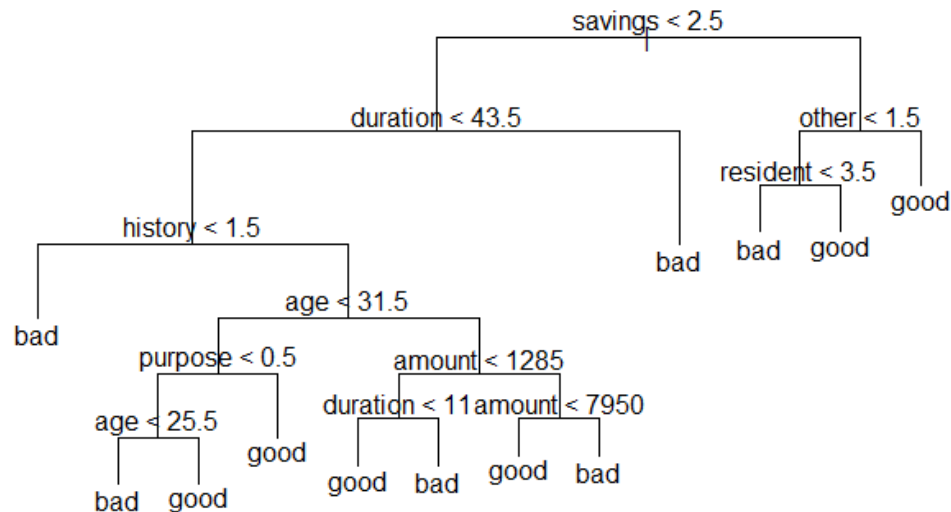 savings < 2.5
duration < 43.5
other < 1.5
resident < 3.5
good
history < 1.5
bad
good
bad
age < 31.5
bad
purpose < 0.5
amount < 1285
duration < 11
amount < 7950
age < 25.5
good
good
bad
good
bad
bad
good